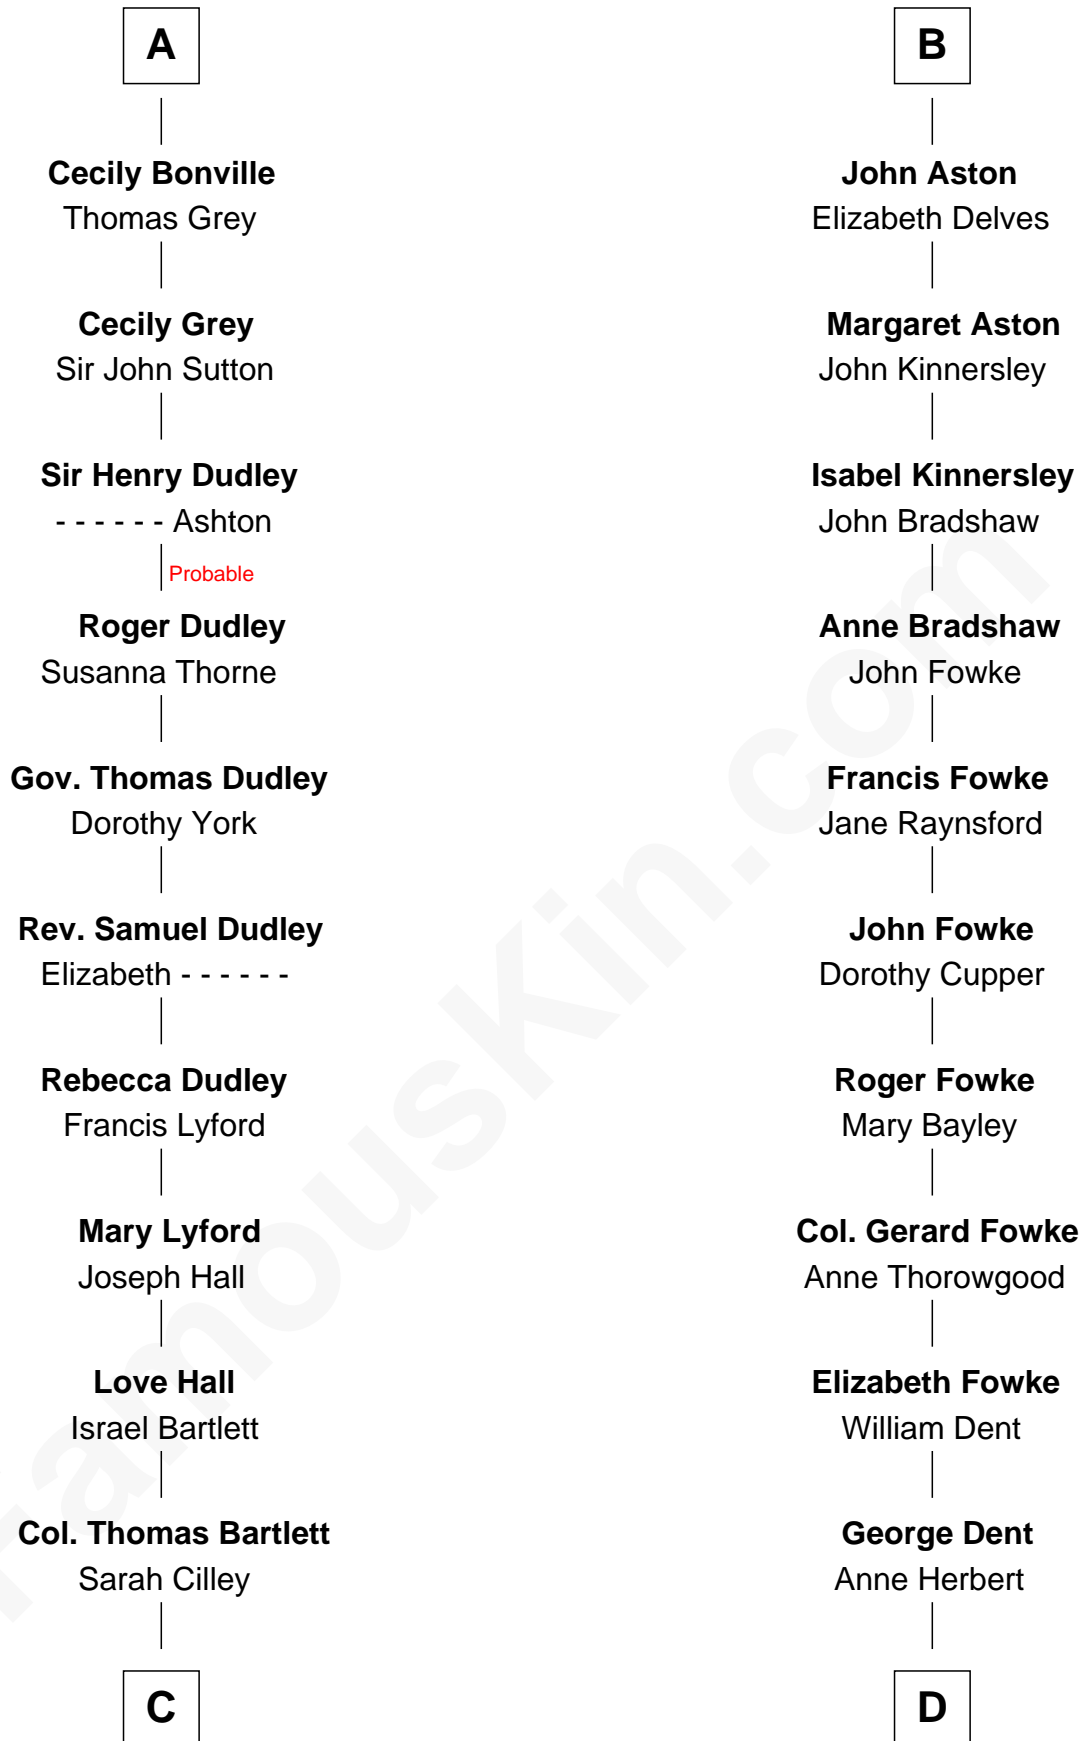 A
Cecily Bonville
Thomas Grey
Cecily Grey
Sir John Sutton
Sir Henry Dudley
- - - - - - Ashton
Probable
Roger Dudley
Susanna Thorne
Gov. Thomas Dudley
Dorothy York
Rev. Samuel Dudley
Elizabeth - - - - - -
Rebecca Dudley
Francis Lyford
Mary Lyford
Joseph Hall
Love Hall
Israel Bartlett
Col. Thomas Bartlett
Sarah Cilley
C
B
John Aston
Elizabeth Delves
Margaret Aston
John Kinnersley
Isabel Kinnersley
John Bradshaw
Anne Bradshaw
John Fowke
Francis Fowke
Jane Raynsford
John Fowke
Dorothy Cupper
Roger Fowke
Mary Bayley
Col. Gerard Fowke
Anne Thorowgood
Elizabeth Fowke
William Dent
George Dent
Anne Herbert
D
FamousKin.com